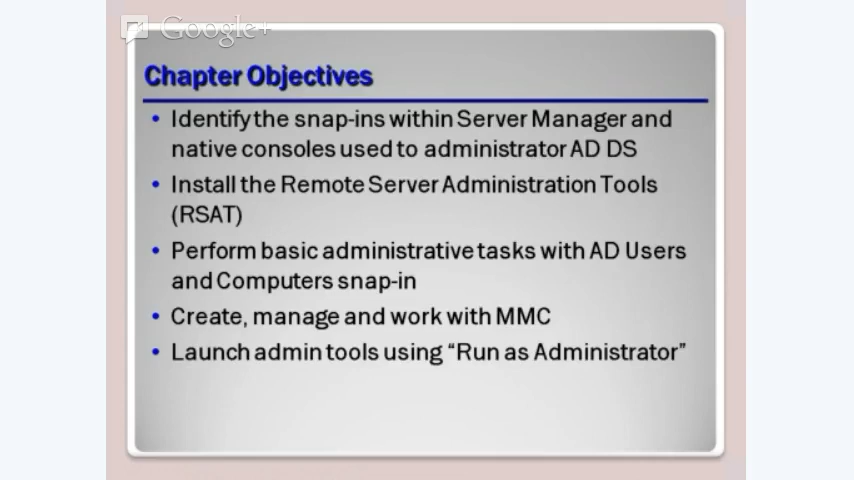 Google+
Chapter Objectives
• Identify the snap-ins within Server Manager and
native consoles used to administrator AD DS
• Install the Remote Server Administration Tools
(RSAT)
• Perform basic administrative tasks with AD Users
and Computers snap-in
• Create, manage and work with MMC
• Launch admin tools using “Run as Administrator”